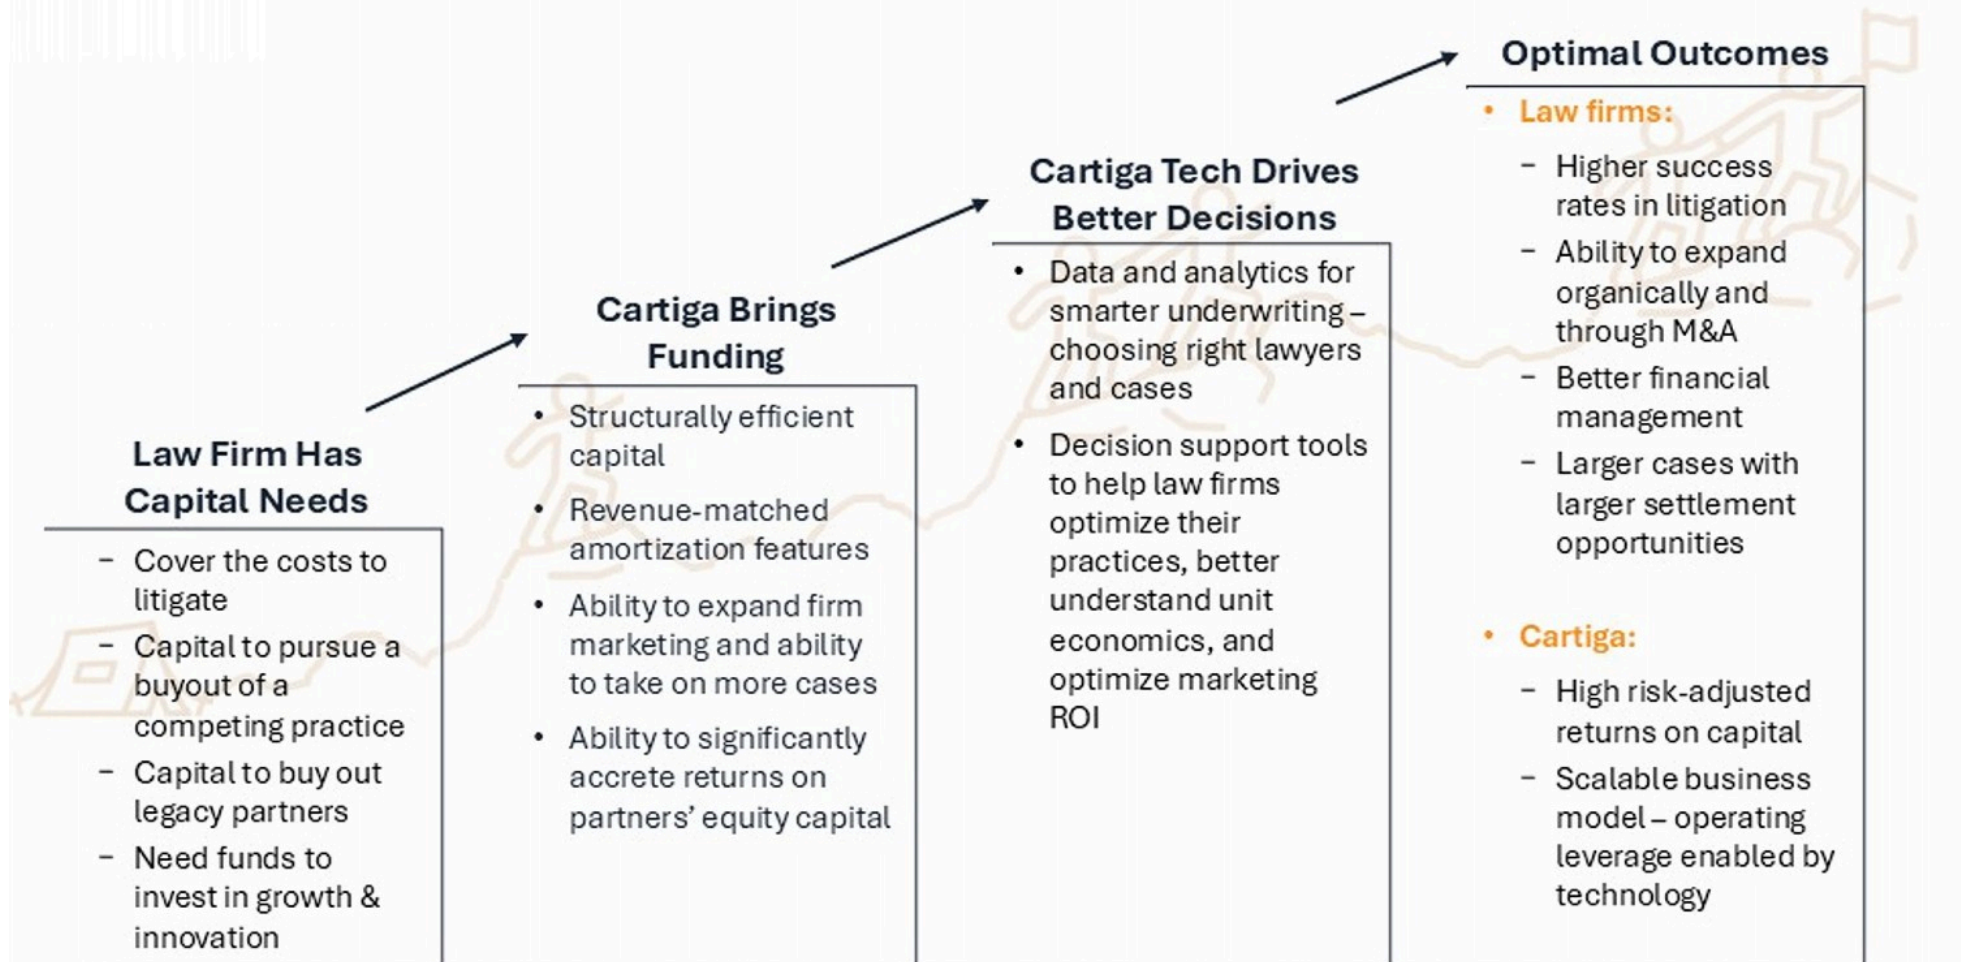 Law Firm Has
Capital Needs
– Cover the costs to
litigate
– Capital to pursue a
buyout of a
competing practice
– Capital to buy out
legacy partners
– Need funds to
invest in growth &
innovation
Cartiga Brings
Funding
• Structurally efficient
capital
• Revenue-matched
amortization features
• Ability to expand firm
marketing and ability
to take on more cases
• Ability to significantly
accrete returns on
partners’ equity capital
Cartiga Tech Drives
Better Decisions
• Data and analytics for
smarter underwriting –
choosing right lawyers
and cases
• Decision support tools
to help law firms
optimize their
practices, better
understand unit
economics, and
optimize marketing
ROI
Optimal Outcomes
• Law firms:
– Higher success
rates in litigation
– Ability to expand
organically and
through M&A
– Better financial
management
– Larger cases with
larger settlement
opportunities
• Cartiga:
– High risk-adjusted
returns on capital
– Scalable business
model – operating
leverage enabled by
technology